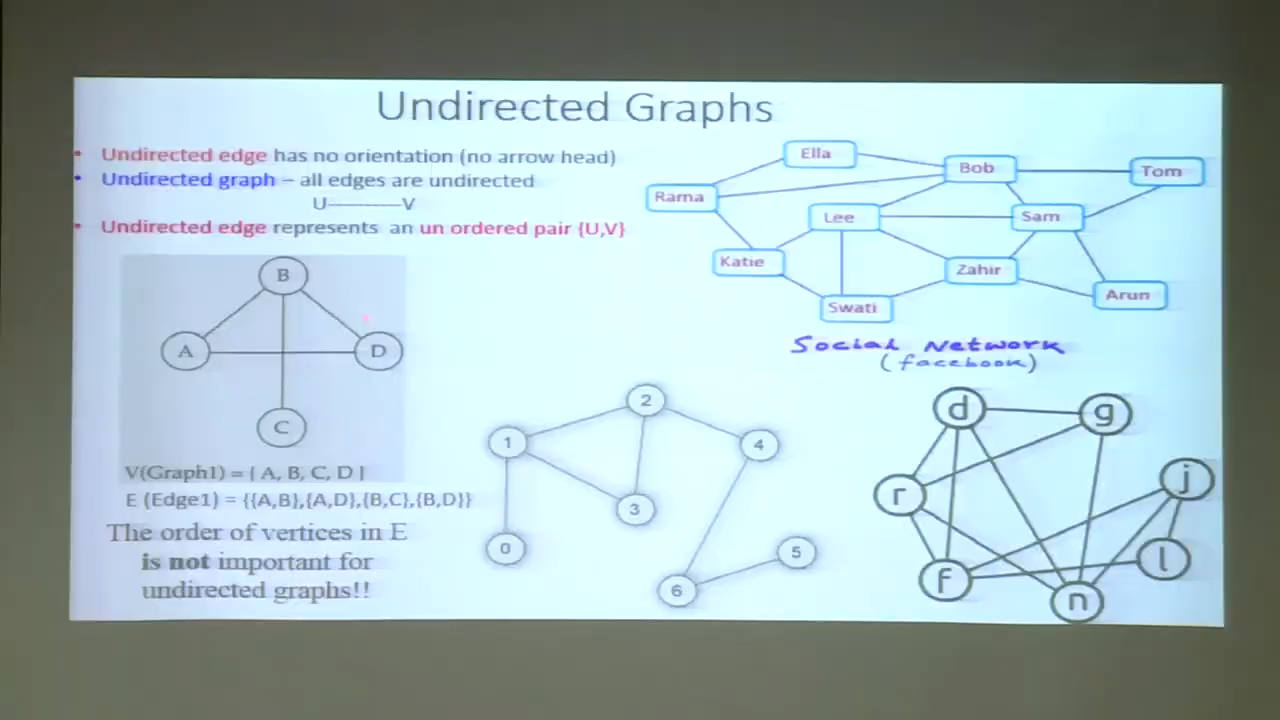 Undirected Graphs
• Undirected edge has no orientation (no arrow head)
• Undirected graph – all edges are undirected
U V
• Undirected edge represents an un ordered pair {U,V}
B
A
D
C
V(Graph1) = { A, B, C, D }
E (Edge1) = {{A,B},{A,D},{B,C},{B,D}}
The order of vertices in E
is not important for
undirected graphs!!
Ella
Bob
Tom
Rama
Lee
Sam
Katie
Zahir
Swati
Arun
Social Network
(facebook)
2
1
4
3
0
5
6
d
g
r
j
f
l
n